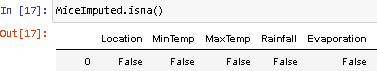 In [17]: MiceImputed.isna()
Out[17]:
Location MinTemp MaxTemp Rainfall Evaporation
0 False False False False False